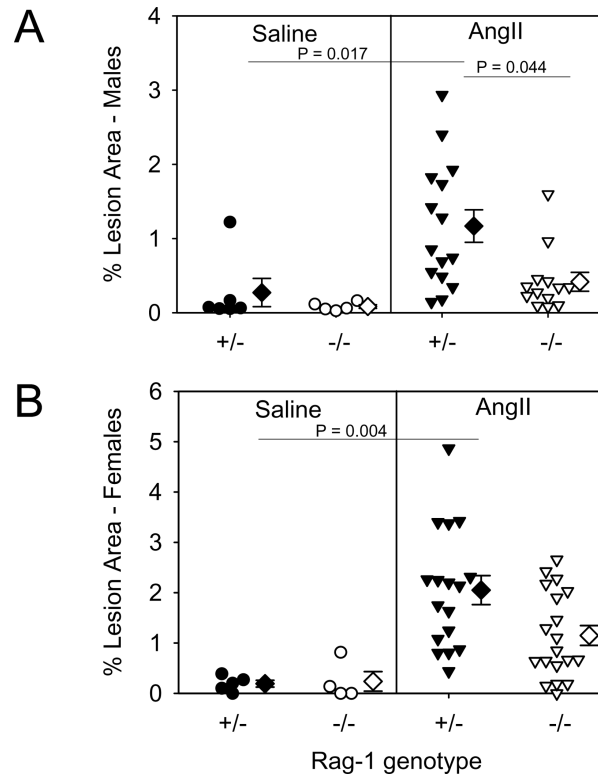 A
% Lesion Area - Males
4
3
2
1
0
Saline
AngII
P = 0.017
P = 0.044
+/-
-/-
+/-
-/-
B
% Lesion Area - Females
6
5
4
3
2
1
0
Saline
AngII
P = 0.004
+/-
-/-
+/-
-/-
Rag-1 genotype